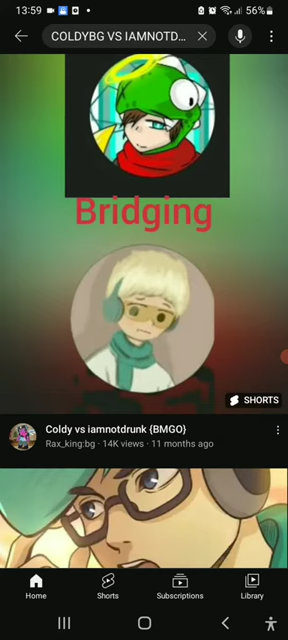 13:59
56%
COLDYBG VS IAMNOTD...
Bridging
SHORTS
Coldy vs iamnotdrunk {BMGO}
Rax_king:bg · 14K views · 11 months ago
Home
Shorts
Subscriptions
Library